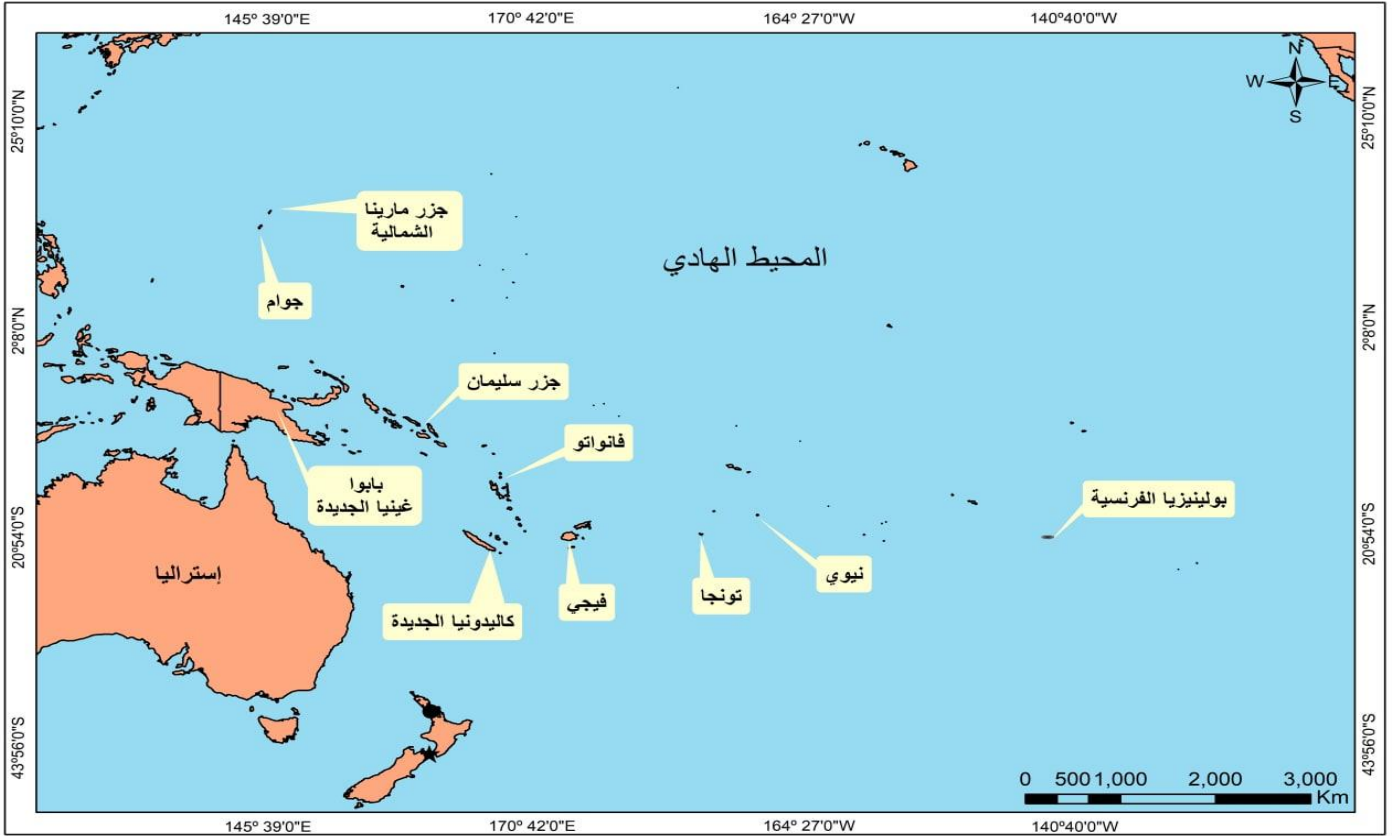 145° 39'0"E
170° 42'0"E
164° 27'0"W
140°40'0"W
N
W
E
S
25°10'0"N
25°10'0"N
جزر مارينا
الشمالية
المحيط الهادي
جوام
2°8'0"N
2°8'0"N
جزر سليمان
فانواتو
بابوا
غينيا الجديدة
بولينيزيا الفرنسية
20°54'0"S
20°54'0"S
إستراليا
نيوي
تونجا
فيجي
كاليدونيا الجديدة
43°56'0"S
43°56'0"S
0 500 1,000 2,000 3,000
Km
145° 39'0"E
170° 42'0"E
164° 27'0"W
140°40'0"W